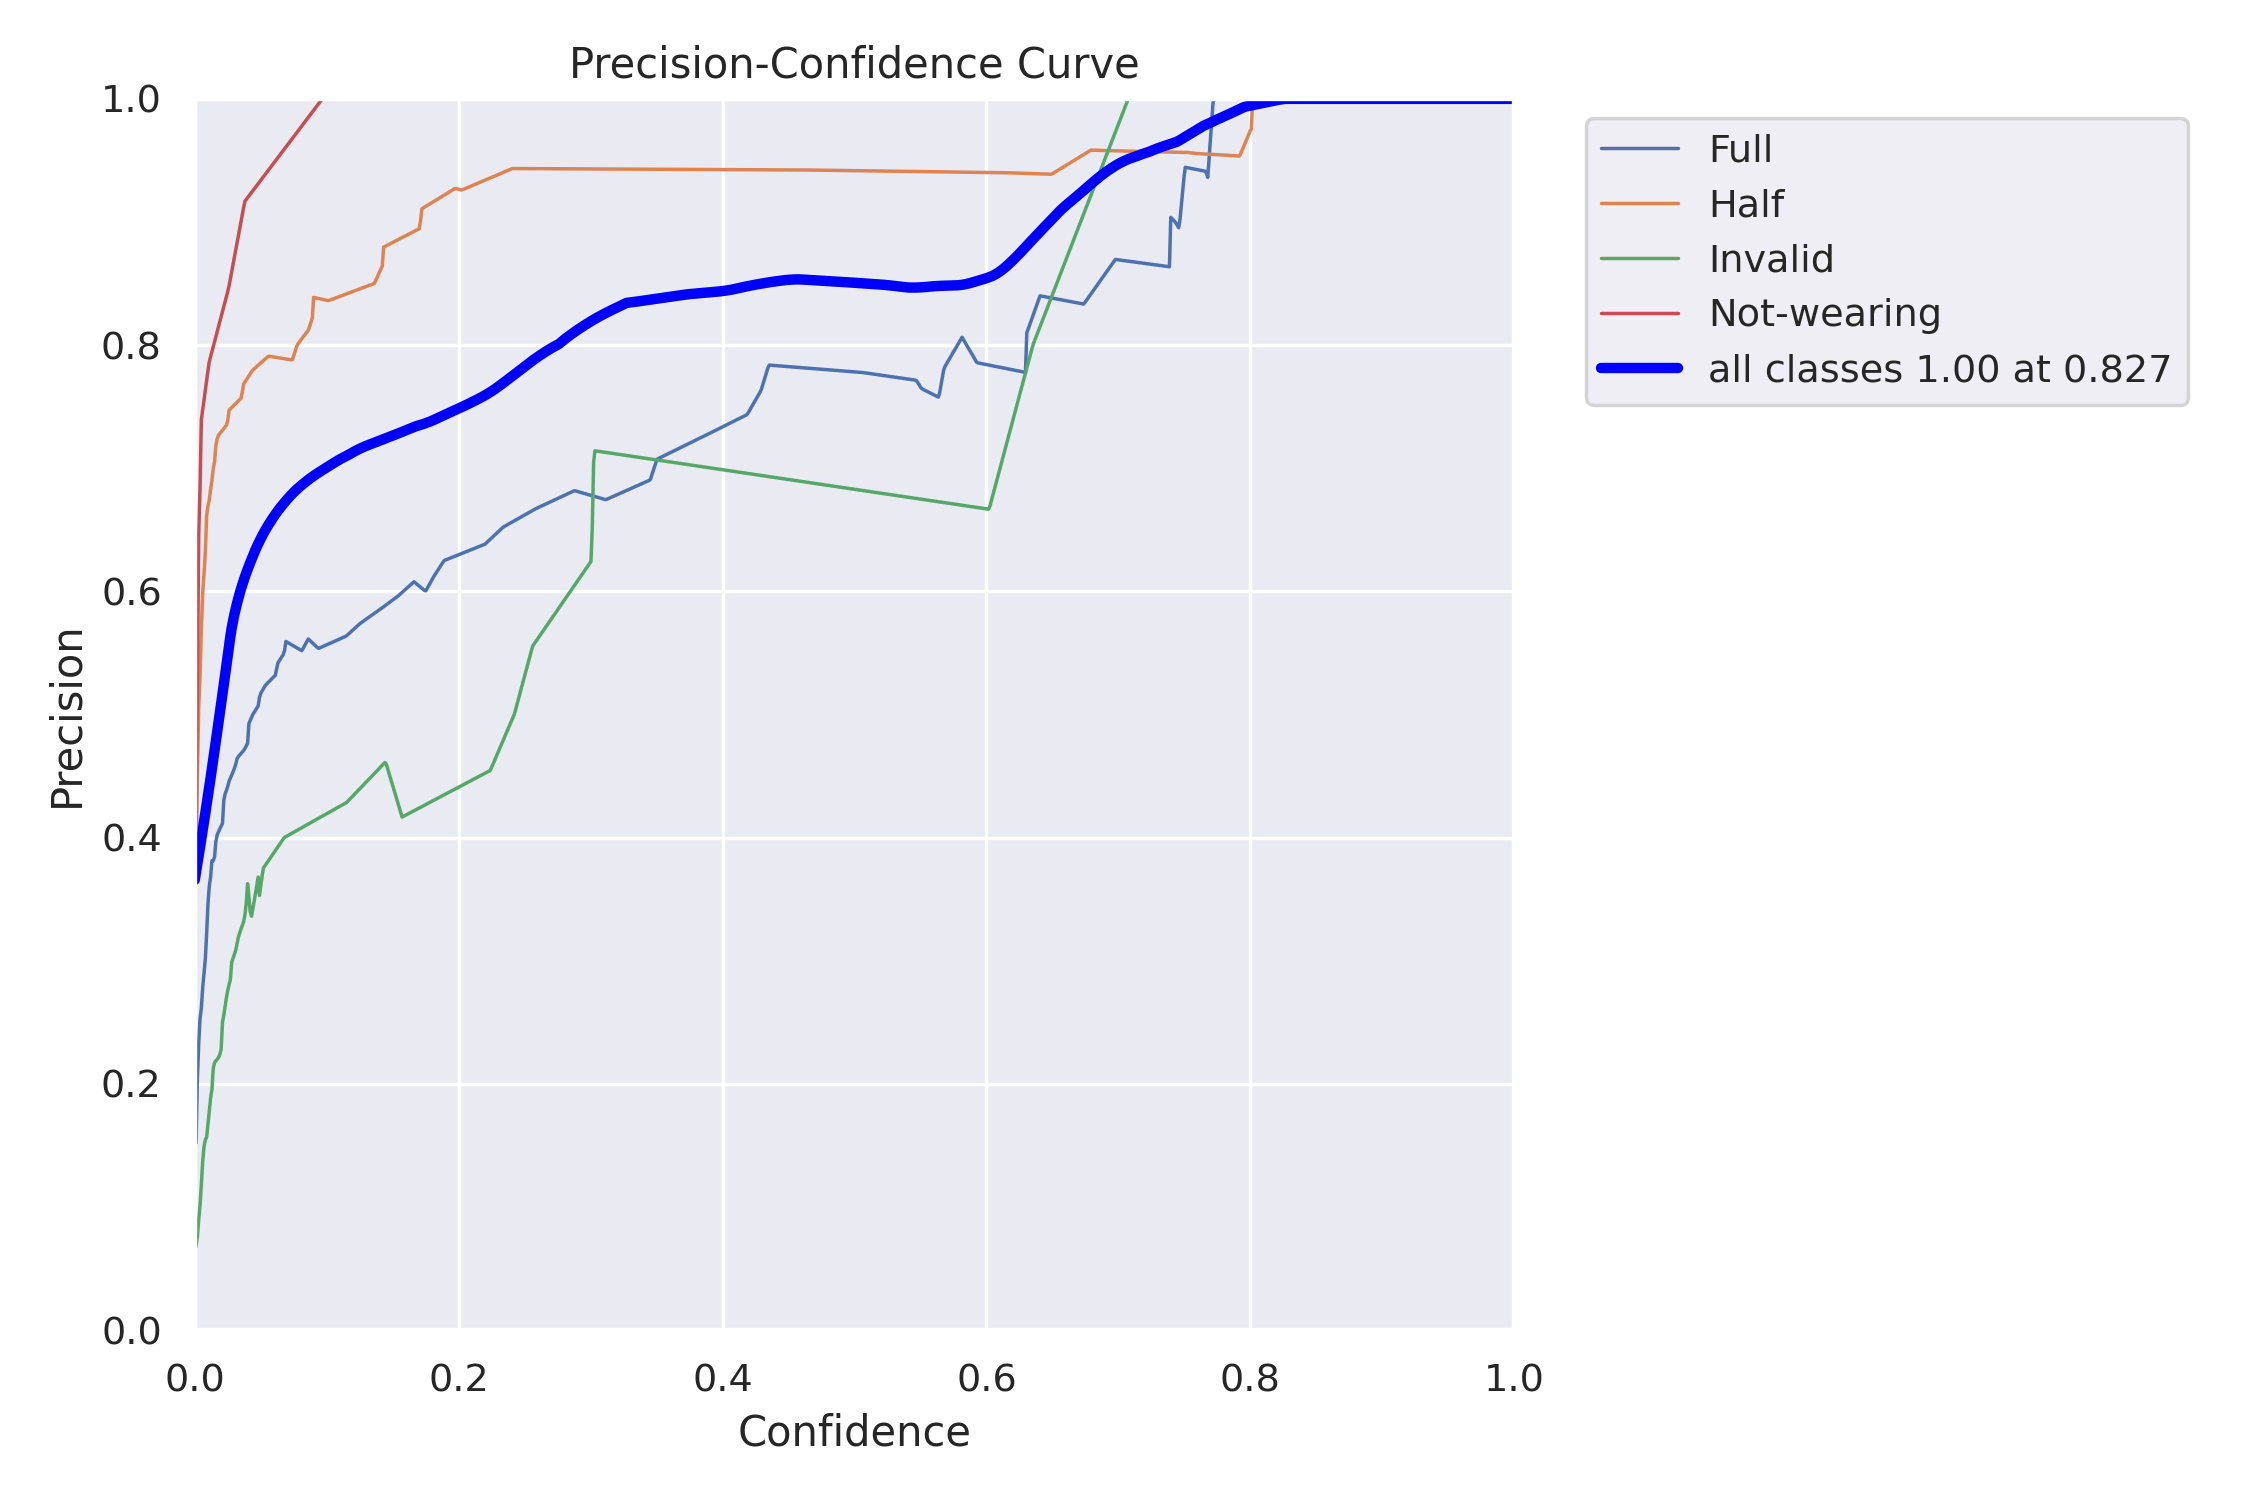 Precision-Confidence Curve
1.0
0.8
0.6
0.4
0.2
0.0
Precision
0.0 0.2 0.4 0.6 0.8 1.0
Confidence
Full
Half
Invalid
Not-wearing
all classes 1.00 at 0.827